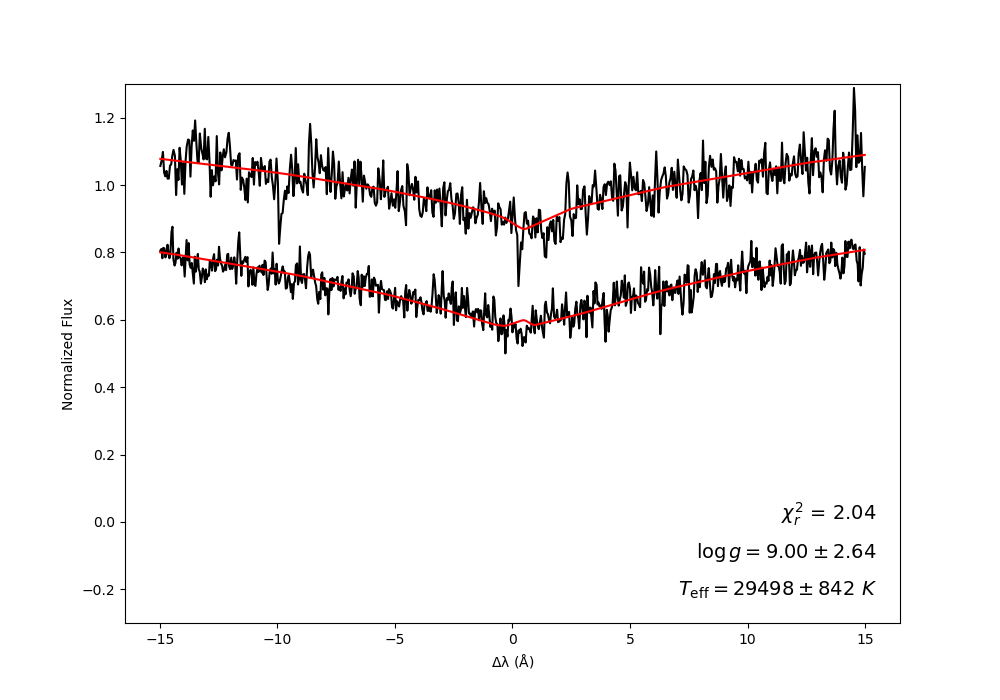 1.2
1.0
0.8
0.6
0.4
0.2
0.0
−0.2
Normalized Flux
χ²ᵣ = 2.04
log g = 9.00 ± 2.64
T_eff = 29498 ± 842 K
−15 −10 −5 0 5 10 15
Δλ (Å)